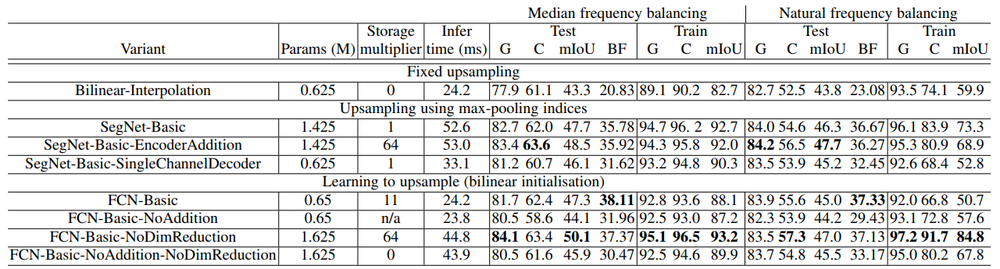 Median frequency balancing Natural frequency balancing
Storage Infer Test Train Test Train
Variant Params (M) multiplier time (ms) G C mIoU BF G C mIoU G C mIoU BF G C mIoU
Fixed upsampling
Bilinear-Interpolation 0.625 0 24.2 77.9 61.1 43.3 20.83 89.1 90.2 82.7 82.7 52.5 43.8 23.08 93.5 74.1 59.9
Upsampling using max-pooling indices
SegNet-Basic 1.425 1 52.6 82.7 62.0 47.7 35.78 94.7 96. 2 92.7 84.0 54.6 46.3 36.67 96.1 83.9 73.3
SegNet-Basic-EncoderAddition 1.425 64 53.0 83.4 63.6 48.5 35.92 94.3 95.8 92.0 84.2 56.5 47.7 36.27 95.3 80.9 68.9
SegNet-Basic-SingleChannelDecoder 0.625 1 33.1 81.2 60.7 46.1 31.62 93.2 94.8 90.3 83.5 53.9 45.2 32.45 92.6 68.4 52.8
Learning to upsample (bilinear initialisation)
FCN-Basic 0.65 11 24.2 81.7 62.4 47.3 38.11 92.8 93.6 88.1 83.9 55.6 45.0 37.33 92.0 66.8 50.7
FCN-Basic-NoAddition 0.65 n/a 23.8 80.5 58.6 44.1 31.96 92.5 93.0 87.2 82.3 53.9 44.2 29.43 93.1 72.8 57.6
FCN-Basic-NoDimReduction 1.625 64 44.8 84.1 63.4 50.1 37.37 95.1 96.5 93.2 83.5 57.3 47.0 37.13 97.2 91.7 84.8
FCN-Basic-NoAddition-NoDimReduction 1.625 0 43.9 80.5 61.6 45.9 30.47 92.5 94.6 89.9 83.7 54.8 45.5 33.17 95.0 80.2 67.8